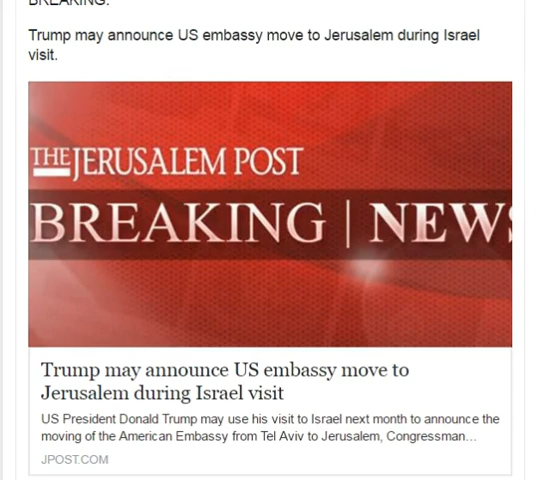 BREAKING:
Trump may announce US embassy move to Jerusalem during Israel
visit.
THE JERUSALEM POST
BREAKING | NEWS
Trump may announce US embassy move to
Jerusalem during Israel visit
US President Donald Trump may use his visit to Israel next month to announce the
moving of the American Embassy from Tel Aviv to Jerusalem, Congressman...
JPOST.COM